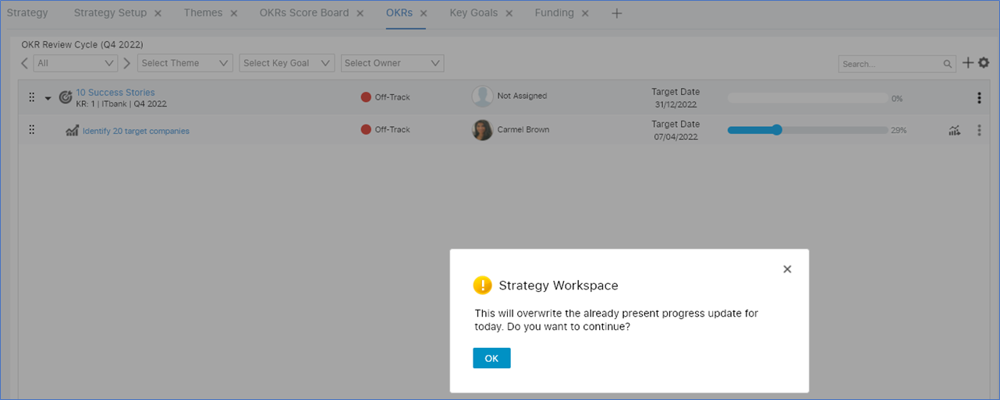 Strategy Strategy Setup Themes OKRs Score Board OKRs Key Goals Funding
OKR Review Cycle (Q4 2022)
All Select Theme Select Key Goal Select Owner Search...
10 Success Stories
KR: 1 | ITbank | Q4 2022
Off-Track
Not Assigned
Target Date
31/12/2022
0%
Identify 20 target companies
Off-Track
Carmel Brown
Target Date
07/04/2022
29%
Strategy Workspace
This will overwrite the already present progress update for
today. Do you want to continue?
OK